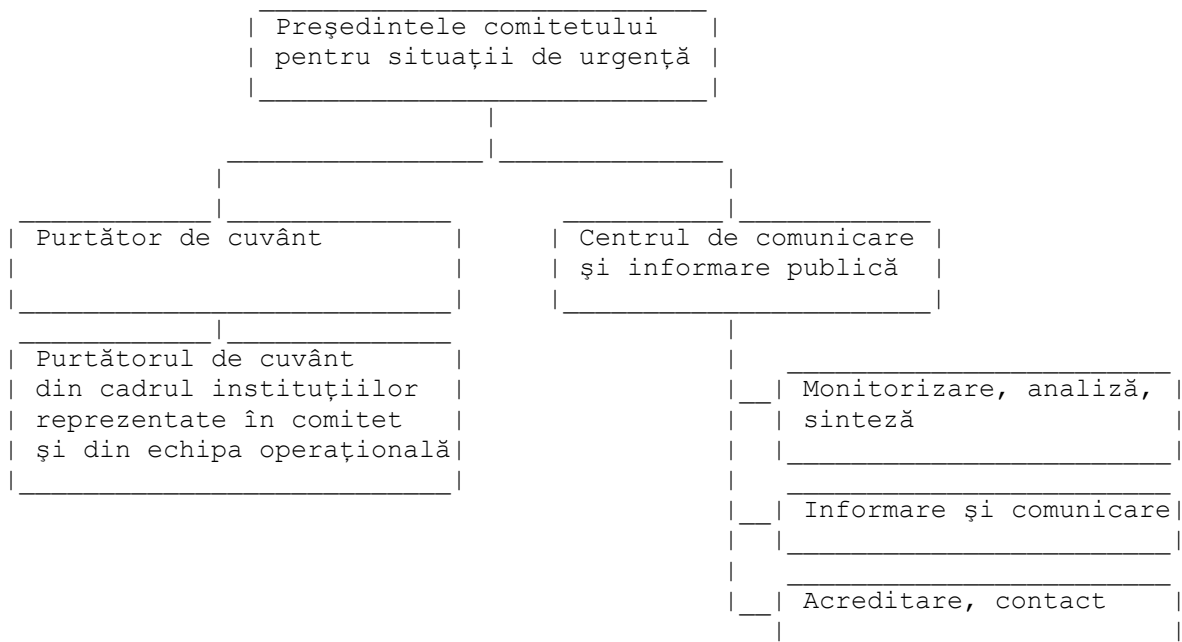 Preşedintele comitetului
pentru situaţii de urgenţă
Purtător de cuvânt
Centrul de comunicare
şi informare publică
Purtătorul de cuvânt
din cadrul instituţiilor
reprezentate în comitet
şi din echipa operaţională
Monitorizare, analiză,
sinteză
Informare şi comunicare
Acreditare, contact